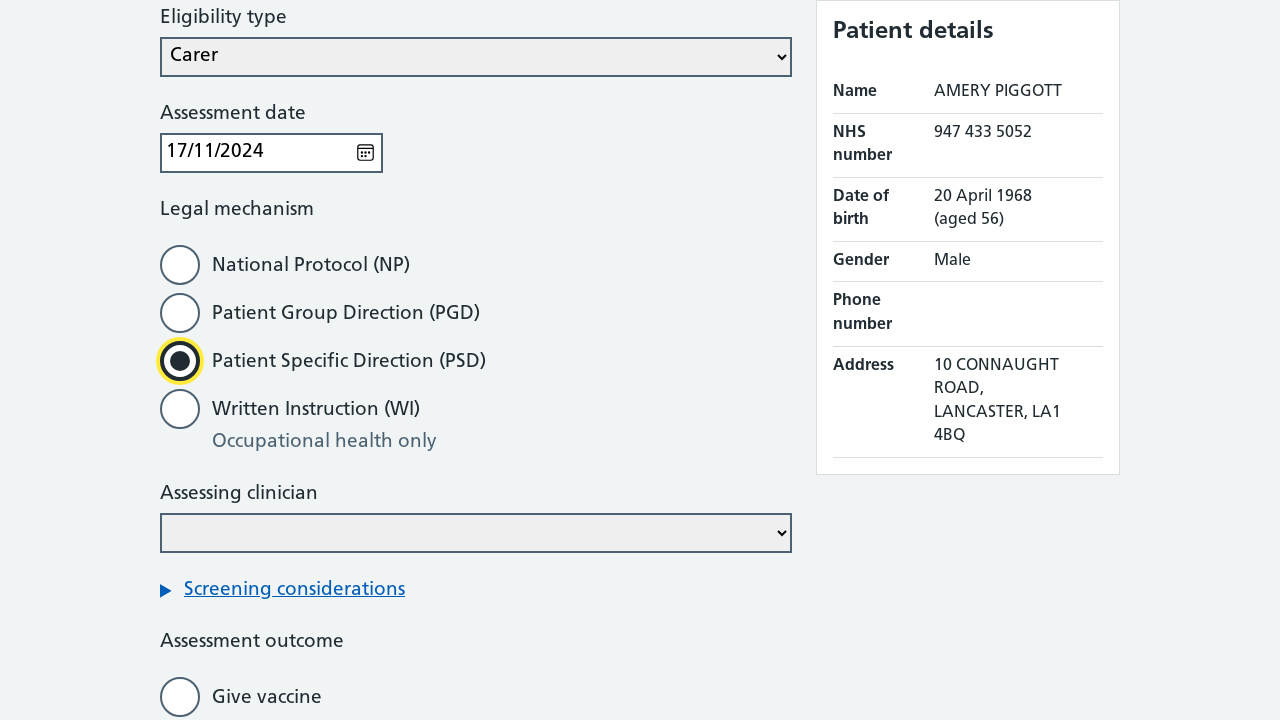 Eligibility type
Carer
Assessment date
17/11/2024
Legal mechanism
National Protocol (NP)
Patient Group Direction (PGD)
Patient Specific Direction (PSD)
Written Instruction (WI)
Occupational health only
Assessing clinician
Screening considerations
Assessment outcome
Give vaccine
Patient details
Name AMERY PIGGOTT
NHS number 947 433 5052
Date of birth 20 April 1968 (aged 56)
Gender Male
Phone number
Address 10 CONNAUGHT
ROAD,
LANCASTER, LA1
4BQ